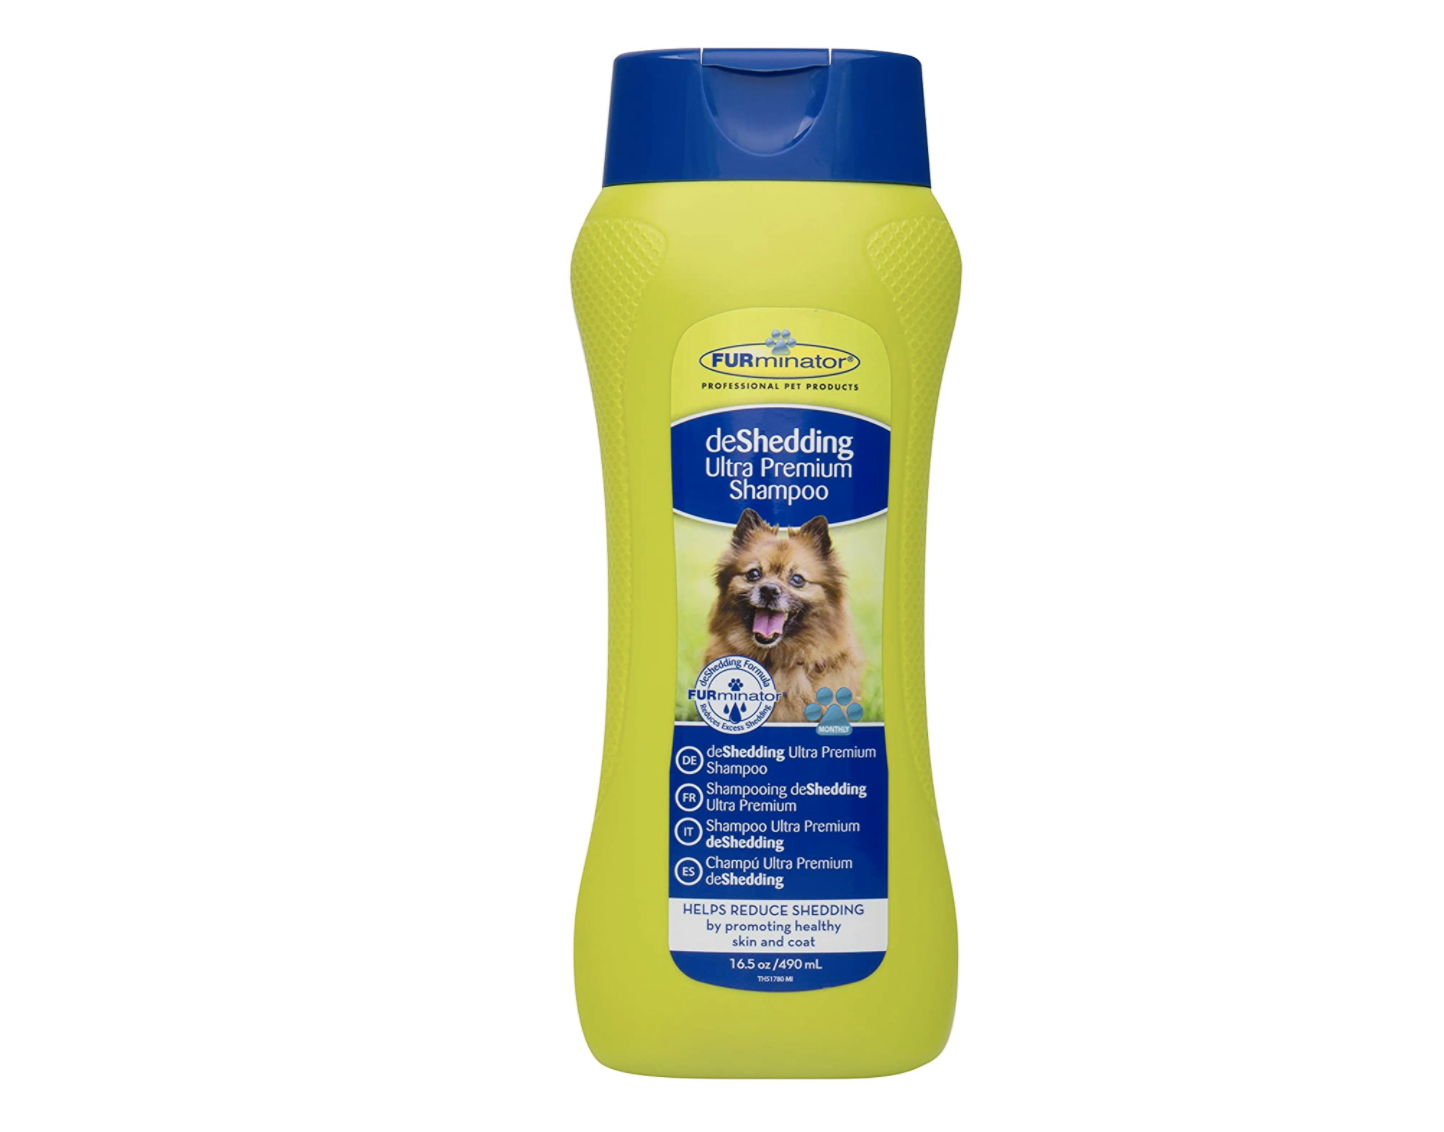 FURminator®
PROFESSIONAL PET PRODUCTS
deShedding
Ultra Premium
Shampoo
deShedding Formula
FURminator
Reduces Excess Shedding
MONTHLY
DE deShedding Ultra Premium
Shampoo
FR Shampooing deShedding
Ultra Premium
IT Shampoo Ultra Premium
deShedding
ES Champú Ultra Premium
deShedding
HELPS REDUCE SHEDDING
by promoting healthy
skin and coat
16.5 oz /490 mL
TH51780 MI